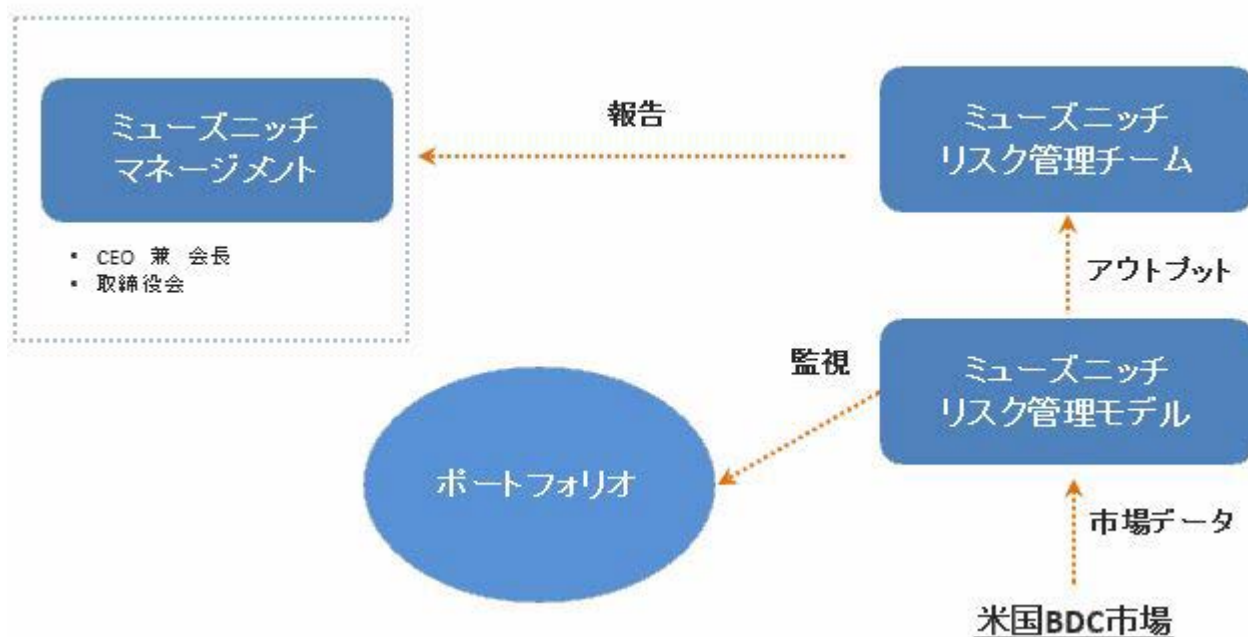 ミューズニッチ
マネージメント
• CEO 兼 会長
• 取締役会
報告
ミューズニッチ
リスク管理チーム
アウトプット
ミューズニッチ
リスク管理モデル
監視
ポートフォリオ
市場データ
米国BDC市場